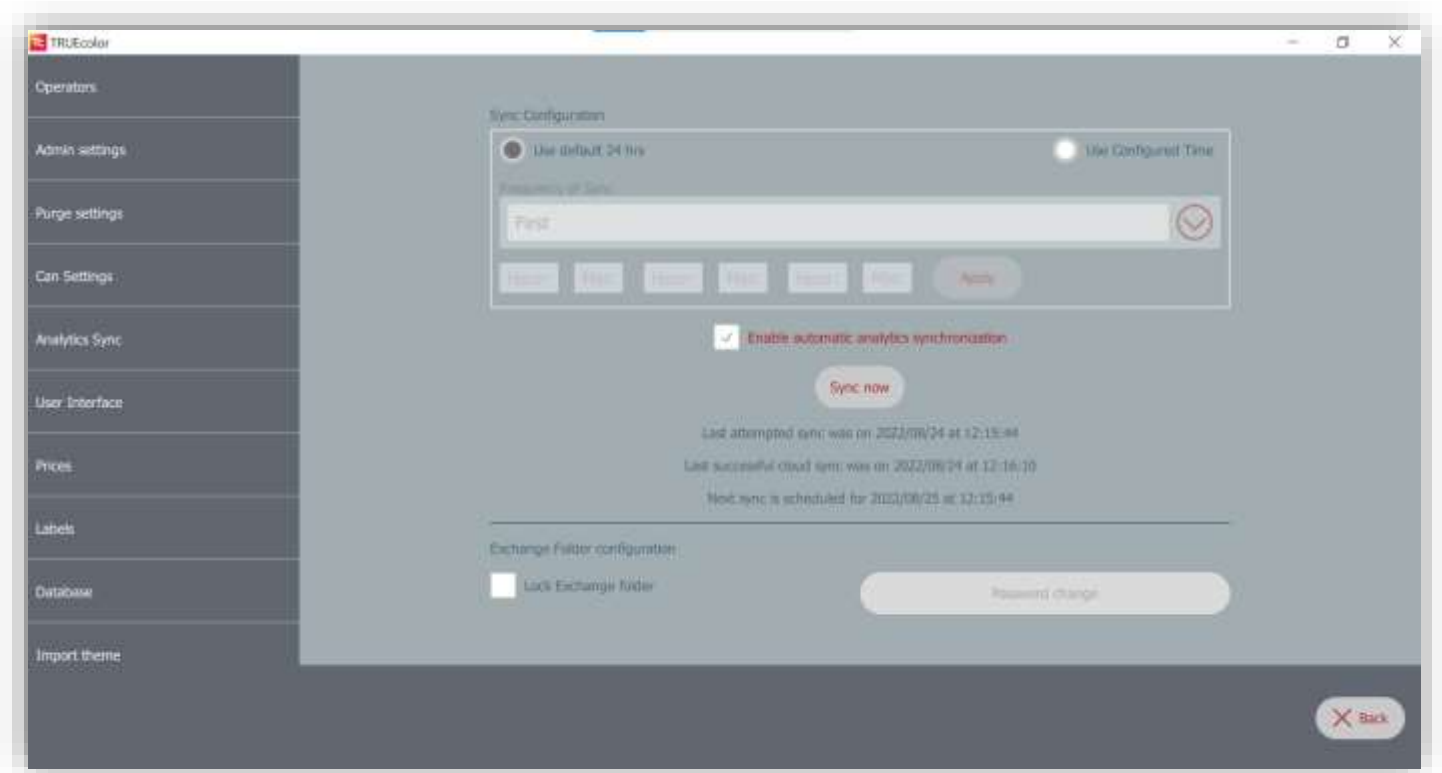 TRUEcolor
Operators
Admin settings
Purge settings
Can Settings
Analytics Sync
User Interface
Prices
Labels
Database
Import theme
Sync Configuration
Use default 24 hrs
Use Configured Time
Frequency of Sync
First
Apply
Enable automatic analytics synchronization
Sync now
Last attempted sync was on 2022/08/24 at 12:15:44
Last successful cloud sync was on 2022/08/24 at 12:16:10
Next sync is scheduled for 2022/08/25 at 12:15:44
Exchange Folder configuration
Lock Exchange folder
Password change
Back